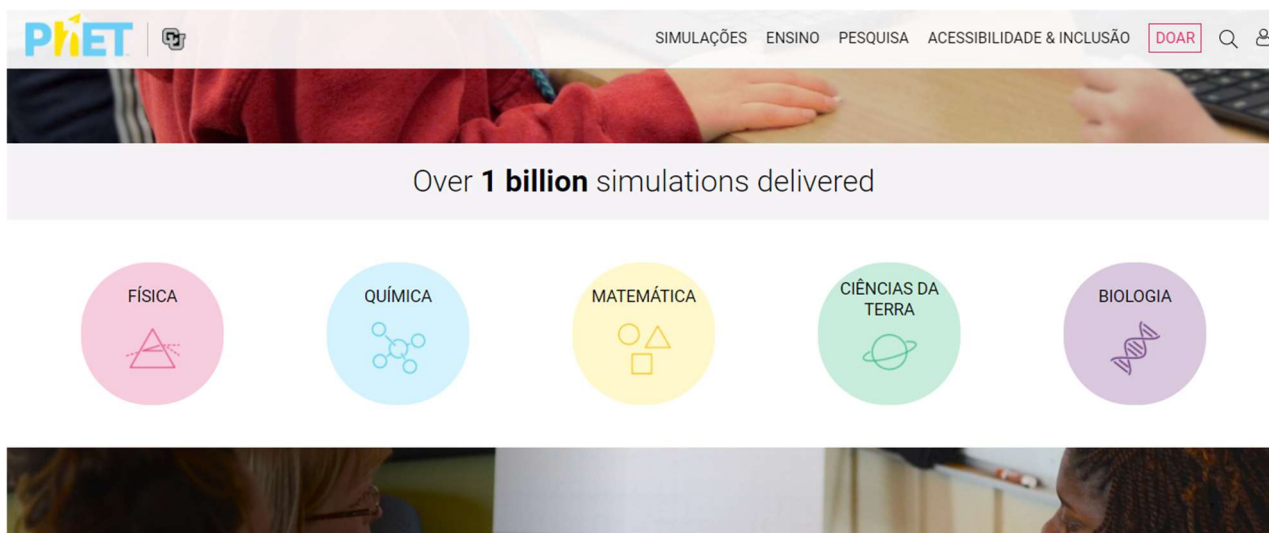 PhET CU SIMULAÇÕES ENSINO PESQUISA ACESSIBILIDADE & INCLUSÃO DOAR
Over 1 billion simulations delivered
FÍSICA
QUÍMICA
MATEMÁTICA
CIÊNCIAS DA
TERRA
BIOLOGIA